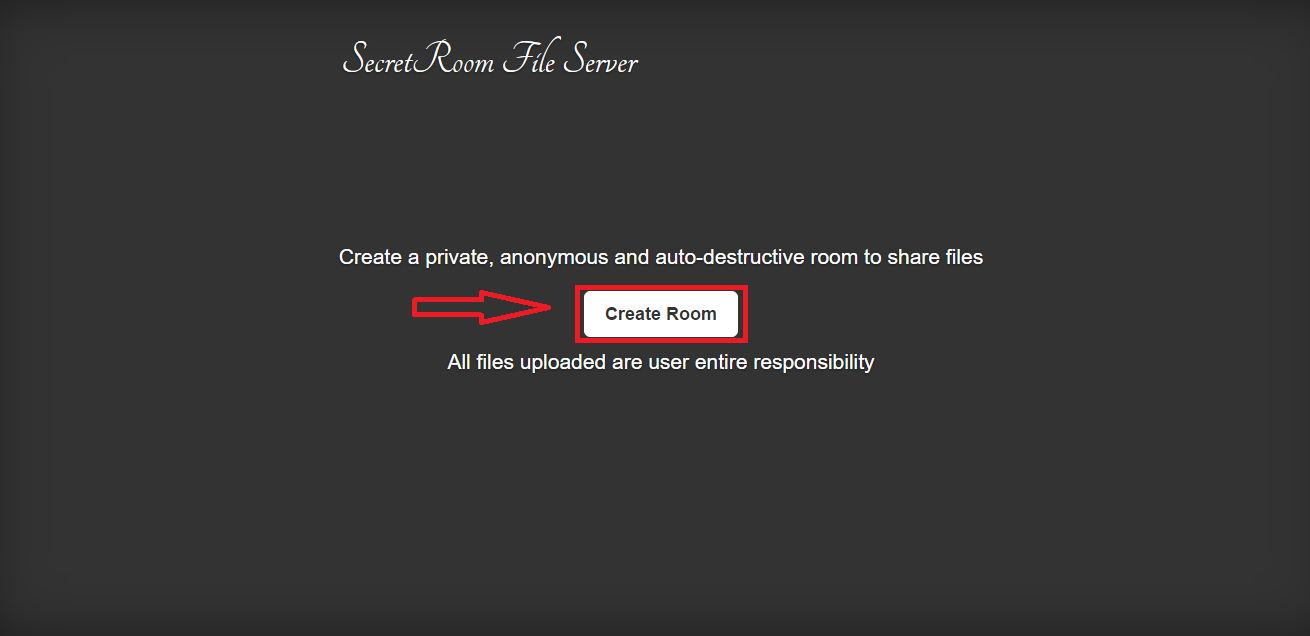 SecretRoom File Server
Create a private, anonymous and auto-destructive room to share files
Create Room
All files uploaded are user entire responsibility